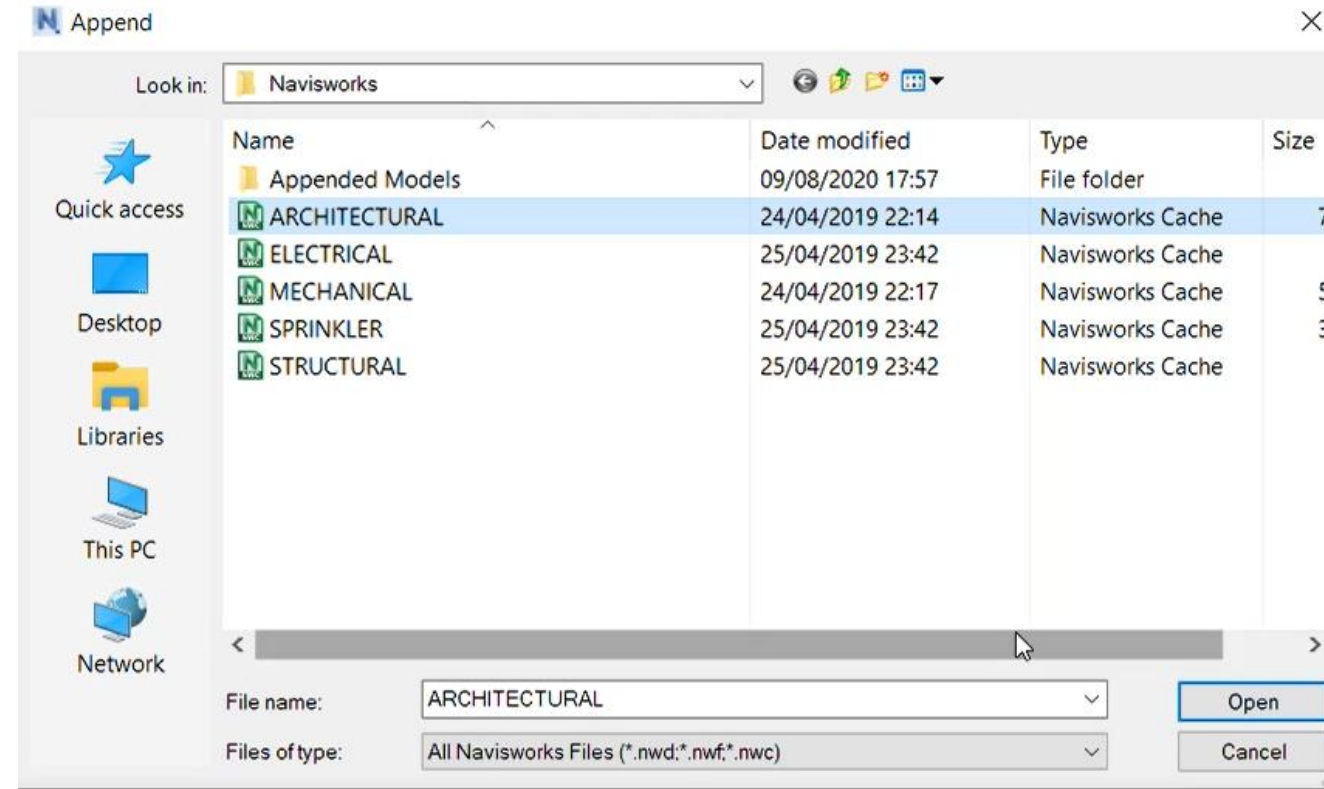 Append
Look in: Navisworks
Name Date modified Type Size
Appended Models 09/08/2020 17:57 File folder
ARCHITECTURAL 24/04/2019 22:14 Navisworks Cache 7
ELECTRICAL 25/04/2019 23:42 Navisworks Cache
MECHANICAL 24/04/2019 22:17 Navisworks Cache 5
SPRINKLER 25/04/2019 23:42 Navisworks Cache 3
STRUCTURAL 25/04/2019 23:42 Navisworks Cache
Quick access
Desktop
Libraries
This PC
Network
File name: ARCHITECTURAL Open
Files of type: All Navisworks Files (*.nwd;*.nwf;*.nwc) Cancel